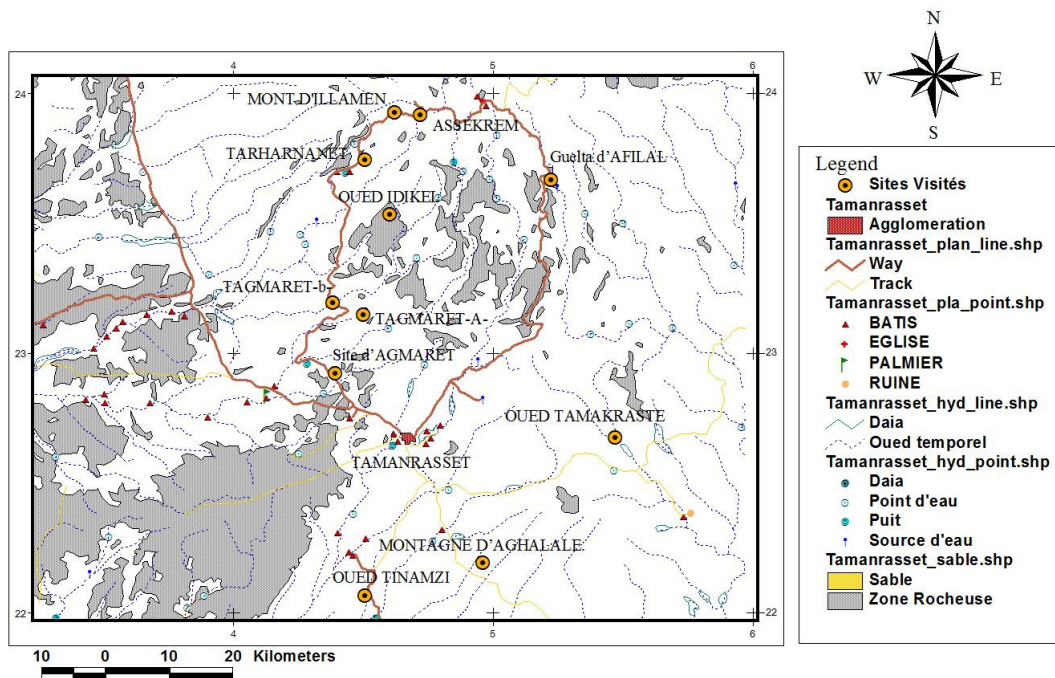 N
W E
S
4 5 6
24 24
MONT D'ILLAMEN
ASSEKREM
TARHARNANET
Guelta d'AFILAL
OUED IDIKEL
TAGMARET-b-
TAGMARET-A-
23 23
Site d'AGMARET
OUED TAMAKRASTE
TAMANRASSET
MONTAGNE D'AGHALALE.
OUED TINAMZI
22 22
4 5 6
10 0 10 20 Kilometers
Legend
Sites Visités
Tamanrasset
Agglomeration
Tamanrasset_plan_line.shp
Way
Track
Tamanrasset_pla_point.shp
BATIS
EGLISE
PALMIER
RUINE
Tamanrasset_hyd_line.shp
Daia
Oued temporel
Tamanrasset_hyd_point.shp
Daia
Point d'eau
Puit
Source d'eau
Tamanrasset_sable.shp
Sable
Zone Rocheuse